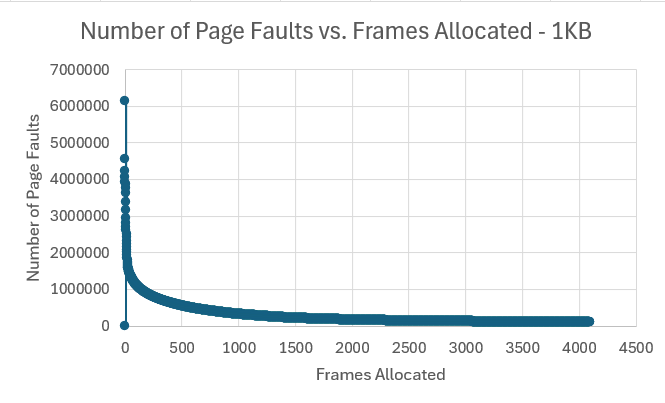 Number of Page Faults vs. Frames Allocated - 1KB
7000000
6000000
5000000
4000000
3000000
2000000
1000000
0
Number of Page Faults
0 500 1000 1500 2000 2500 3000 3500 4000 4500
Frames Allocated